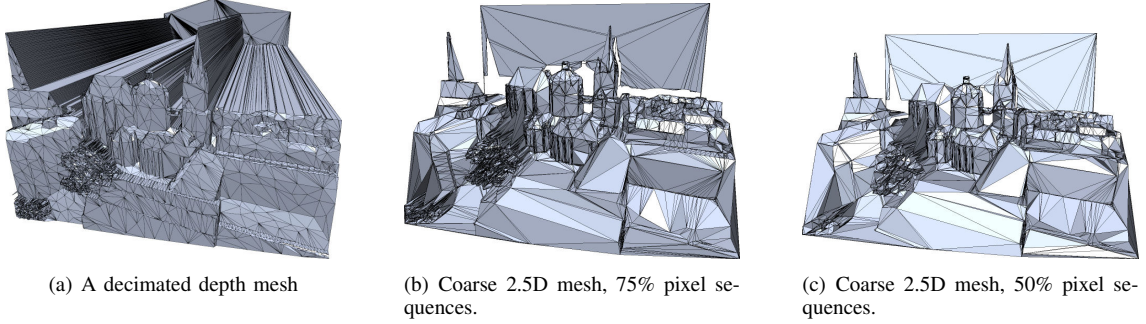 (a) A decimated depth mesh
(b) Coarse 2.5D mesh, 75% pixel se-
quences.
(c) Coarse 2.5D mesh, 50% pixel se-
quences.